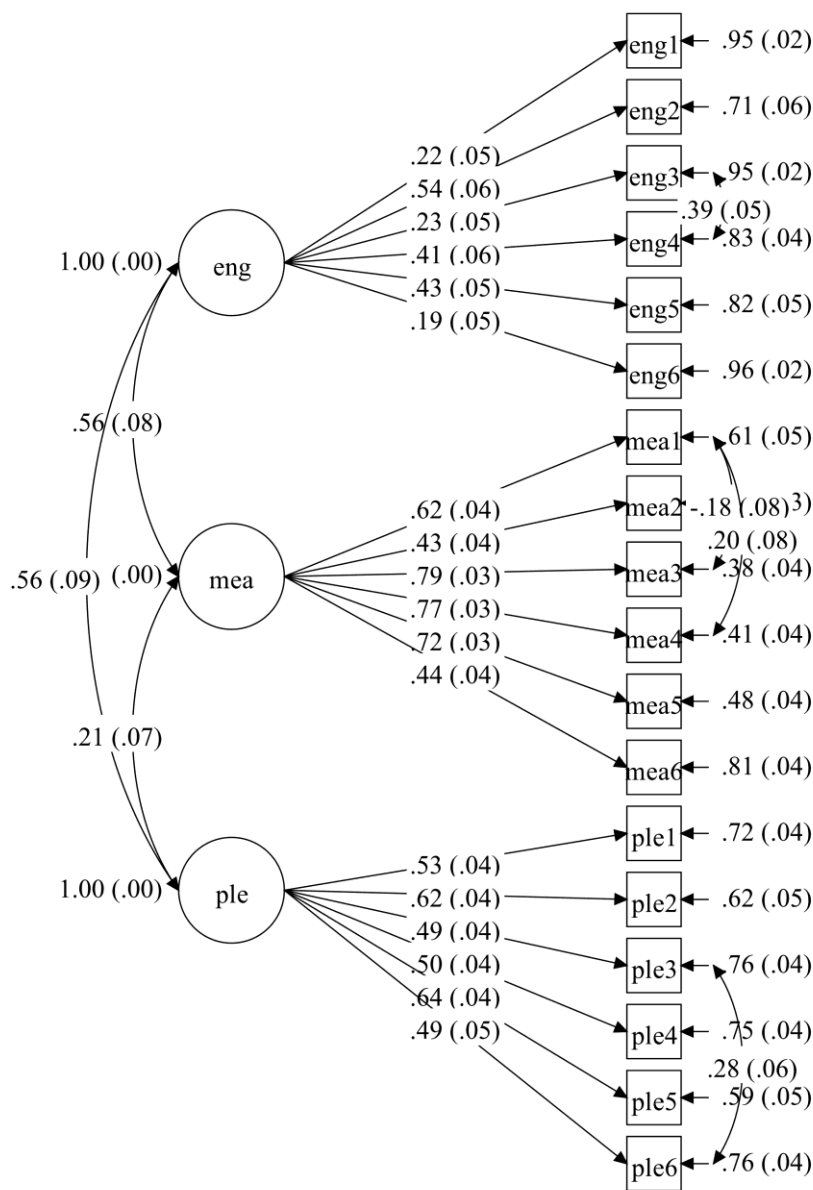 eng1 .95 (.02)
eng2 .71 (.06)
.22 (.05)
eng3 .95 (.02)
.54 (.06)
.39 (.05)
.23 (.05)
eng4 .83 (.04)
.41 (.06)
1.00 (.00) eng
.43 (.05)
eng5 .82 (.05)
.19 (.05)
eng6 .96 (.02)
.56 (.08)
mea1 .61 (.05)
.62 (.04)
mea2 -.18 (.08) 3)
.43 (.04)
.20 (.08)
.79 (.03)
mea3 .38 (.04)
.56 (.09) (.00) mea
.77 (.03)
mea4 .41 (.04)
.72 (.03)
.44 (.04)
mea5 .48 (.04)
.21 (.07)
mea6 .81 (.04)
ple1 .72 (.04)
.53 (.04)
1.00 (.00) ple
.62 (.04)
ple2 .62 (.05)
.49 (.04)
.50 (.04)
ple3 .76 (.04)
.64 (.04)
.49 (.05)
ple4 .75 (.04)
.28 (.06)
ple5 .59 (.05)
ple6 .76 (.04)